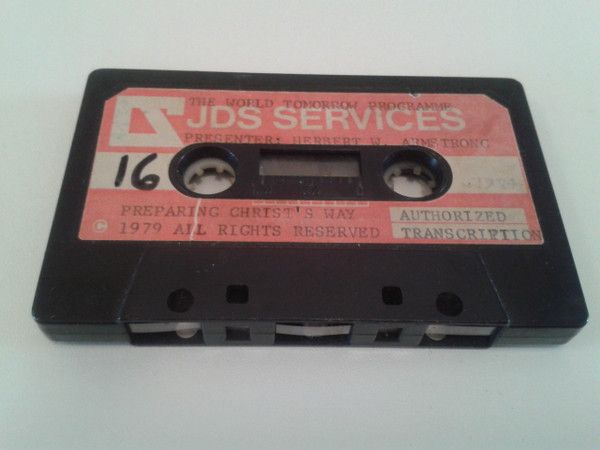 THE WORLD TOMORROW PROGRAMME
JDS SERVICES
PRESENTER: HERBERT W. ARMSTRONG
16
PREPARING CHRIST'S WAY
© 1979 ALL RIGHTS RESERVED
AUTHORIZED
TRANSCRIPTION